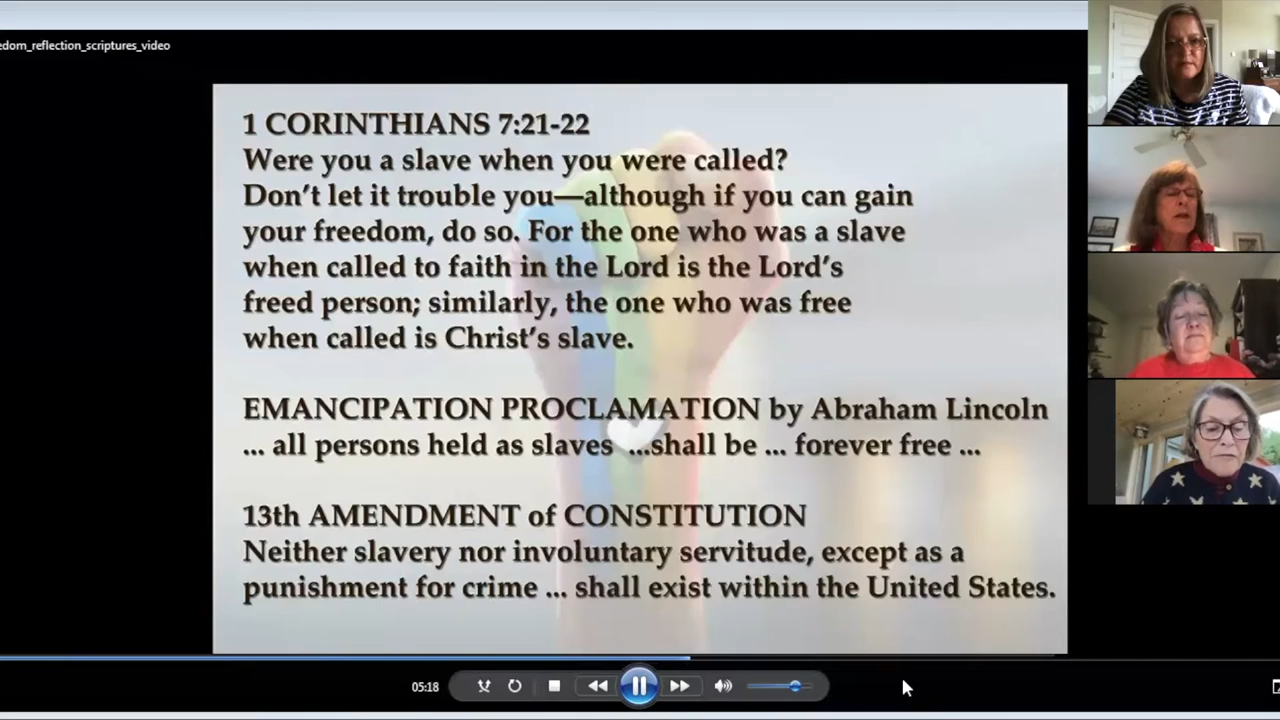 edom_reflection_scriptures_video
1 CORINTHIANS 7:21-22
Were you a slave when you were called?
Don’t let it trouble you—although if you can gain
your freedom, do so. For the one who was a slave
when called to faith in the Lord is the Lord’s
freed person; similarly, the one who was free
when called is Christ’s slave.
EMANCIPATION PROCLAMATION by Abraham Lincoln
... all persons held as slaves ...shall be ... forever free ...
13th AMENDMENT of CONSTITUTION
Neither slavery nor involuntary servitude, except as a
punishment for crime ... shall exist within the United States.
05:18